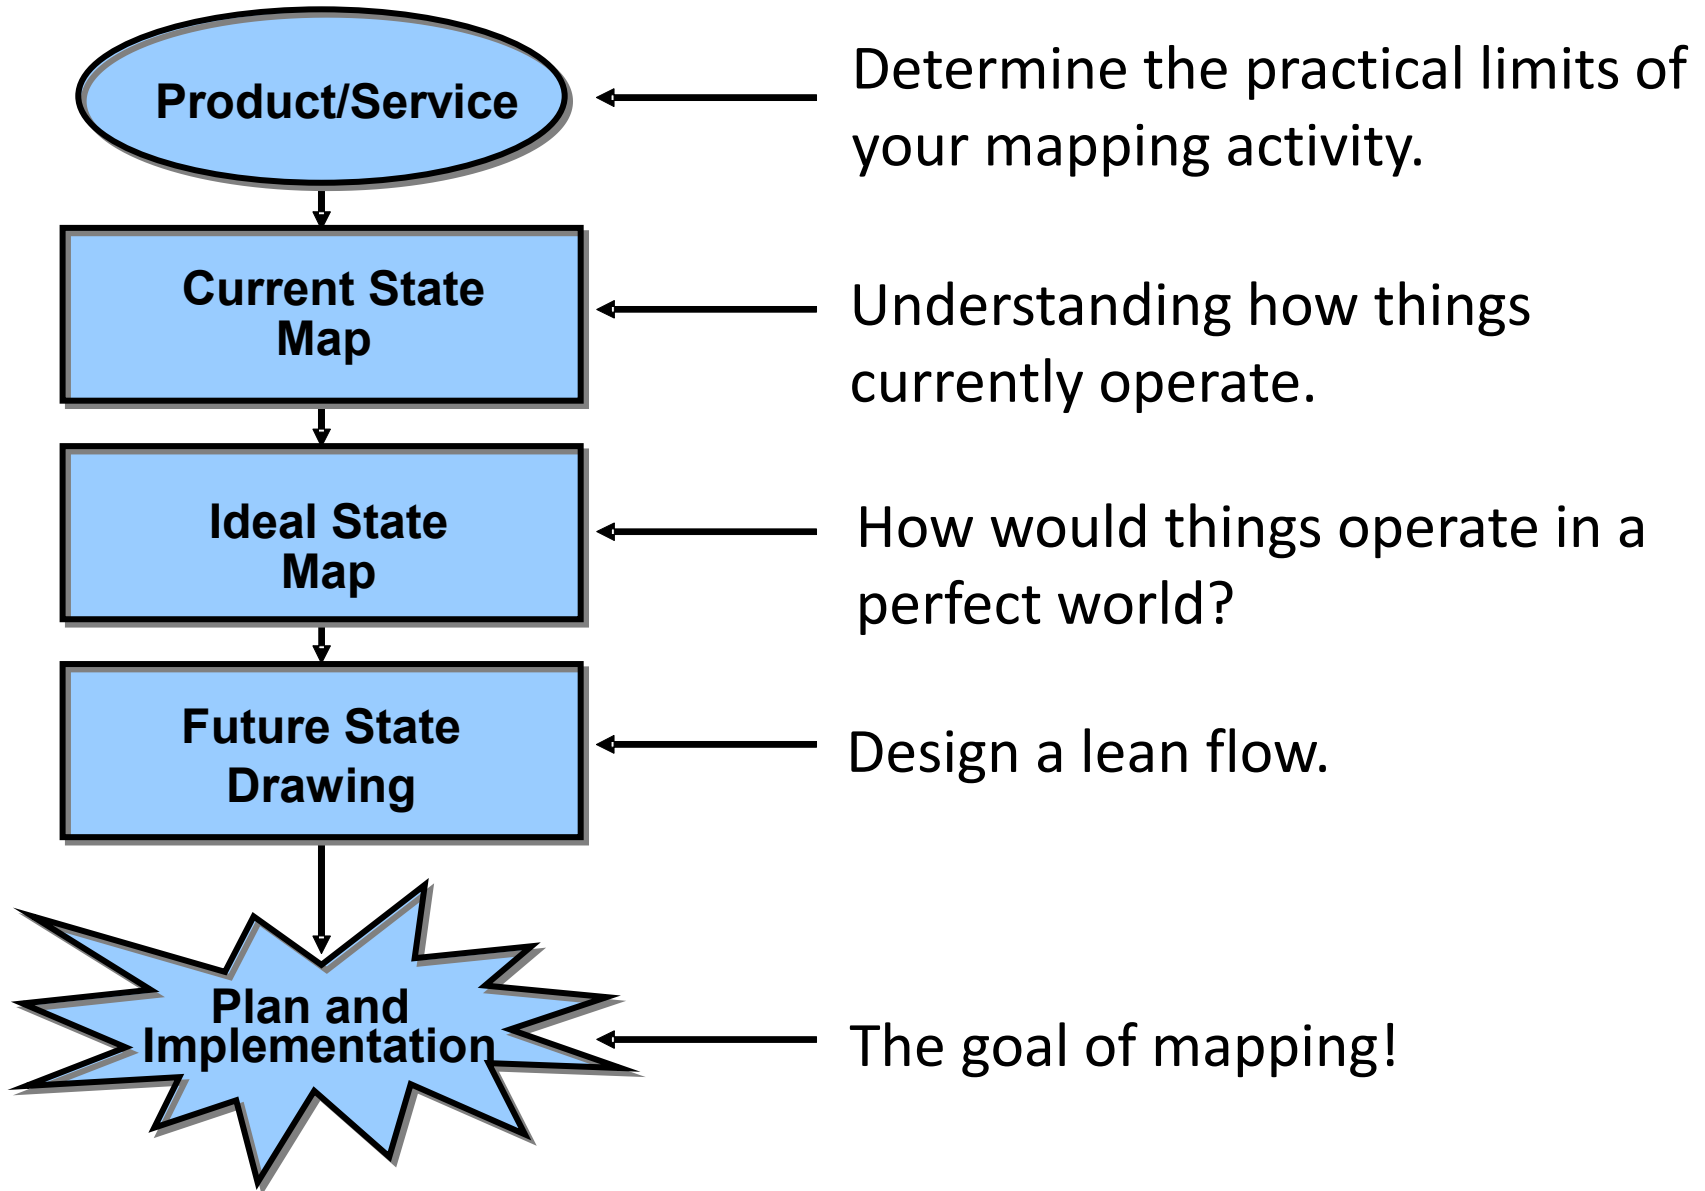 Product/Service
Determine the practical limits of
your mapping activity.
Current State
Map
Understanding how things
currently operate.
Ideal State
Map
How would things operate in a
perfect world?
Future State
Drawing
Design a lean flow.
Plan and
Implementation
The goal of mapping!